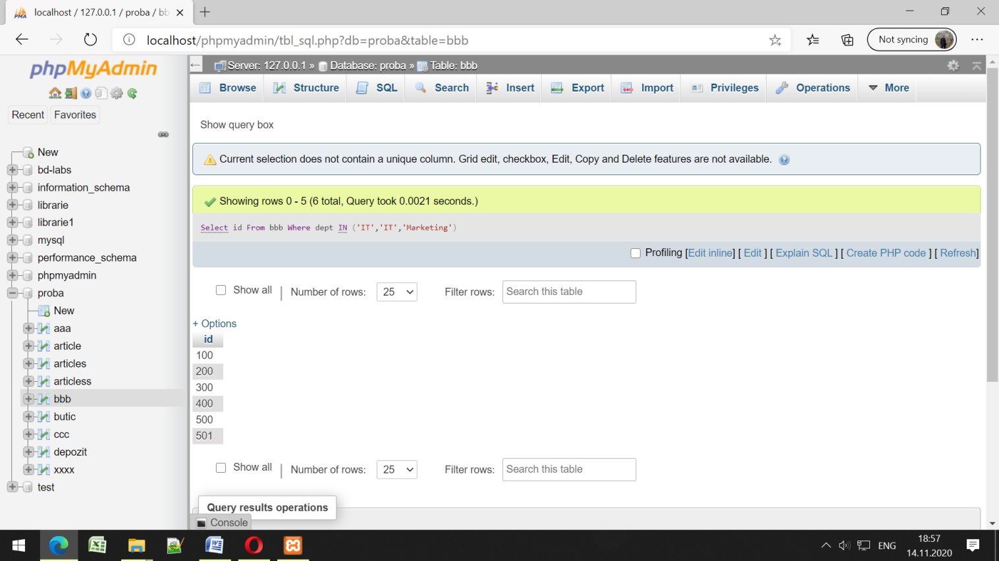 localhost / 127.0.0.1 / proba / bb
localhost/phpmyadmin/tbl_sql.php?db=proba&table=bbb
Not syncing
phpMyAdmin
Recent
Favorites
New
bd-labs
information_schema
librarie
librarie1
mysql
performance_schema
phpmyadmin
proba
New
aaa
article
articles
articless
bbb
butic
ccc
depozit
xxxx
test
Server: 127.0.0.1 » Database: proba » Table: bbb
Browse
Structure
SQL
Search
Insert
Export
Import
Privileges
Operations
More
Show query box
Current selection does not contain a unique column. Grid edit, checkbox, Edit, Copy and Delete features are not available.
Showing rows 0 - 5 (6 total, Query took 0.0021 seconds.)
Select id From bbb Where dept IN ('IT','IT','Marketing')
Profiling [Edit inline] [ Edit ] [ Explain SQL ] [ Create PHP code ] [ Refresh]
Show all | Number of rows: 25 Filter rows: Search this table
+ Options
id
100
200
300
400
500
501
Show all | Number of rows: 25 Filter rows: Search this table
Query results operations
Console
ENG
18:57
14.11.2020